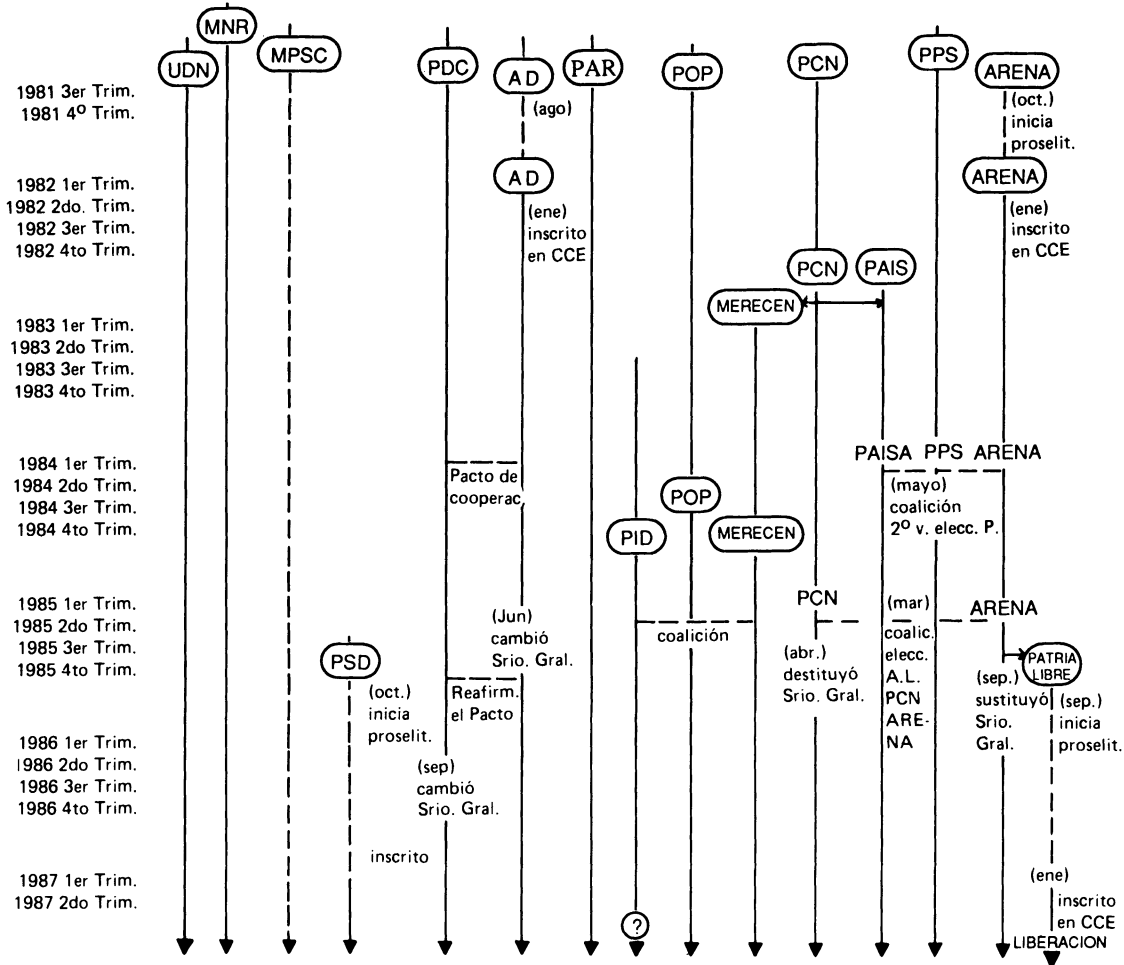 MNR
UDN
MPSC
PDC
AD
PAR
POP
PCN
PPS
ARENA
1981 3er Trim.
1981 4º Trim.
(ago)
(oct.)
inicia
proselit.
AD
ARENA
1982 1er Trim.
1982 2do. Trim.
1982 3er Trim.
1982 4to Trim.
(ene)
inscrito
en CCE
(ene)
inscrito
en CCE
PCN
PAIS
MERECEN
1983 1er Trim.
1983 2do Trim.
1983 3er Trim.
1983 4to Trim.
PAISA PPS ARENA
1984 1er Trim.
1984 2do Trim.
1984 3er Trim.
1984 4to Trim.
Pacto de
cooperac.
POP
(mayo)
coalición
2º v. elecc. P.
PID
MERECEN
1985 1er Trim.
1985 2do Trim.
1985 3er Trim.
1985 4to Trim.
PCN
(mar)
ARENA
(Jun)
cambió
Srio. Gral.
coalición
coalic.
elecc.
A.L.
PCN
ARE-
NA
(abr.)
destituyó
Srio. Gral.
PSD
PATRIA
LIBRE
(oct.)
inicia
proselit.
Reafirm.
el Pacto
(sep.)
sustituyó
Srio.
Gral.
(sep.)
inicia
proselit.
1986 1er Trim.
1986 2do Trim.
1986 3er Trim.
1986 4to Trim.
(sep)
cambió
Srio. Gral.
inscrito
1987 1er Trim.
1987 2do Trim.
(ene)
inscrito
en CCE
?
LIBERACION